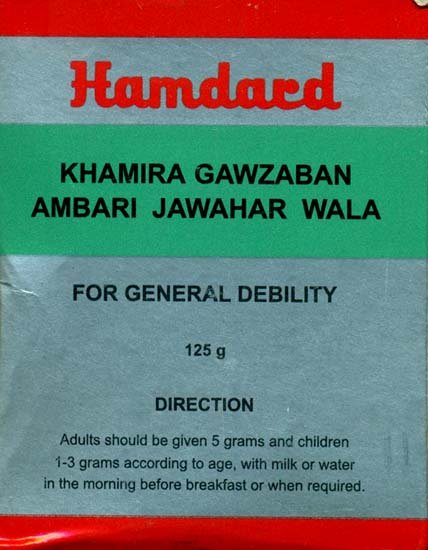 Hamdard
KHAMIRA GAWZABAN
AMBARI JAWAHAR WALA
FOR GENERAL DEBILITY
125 g
DIRECTION
Adults should be given 5 grams and children
1-3 grams according to age, with milk or water
in the morning before breakfast or when required.